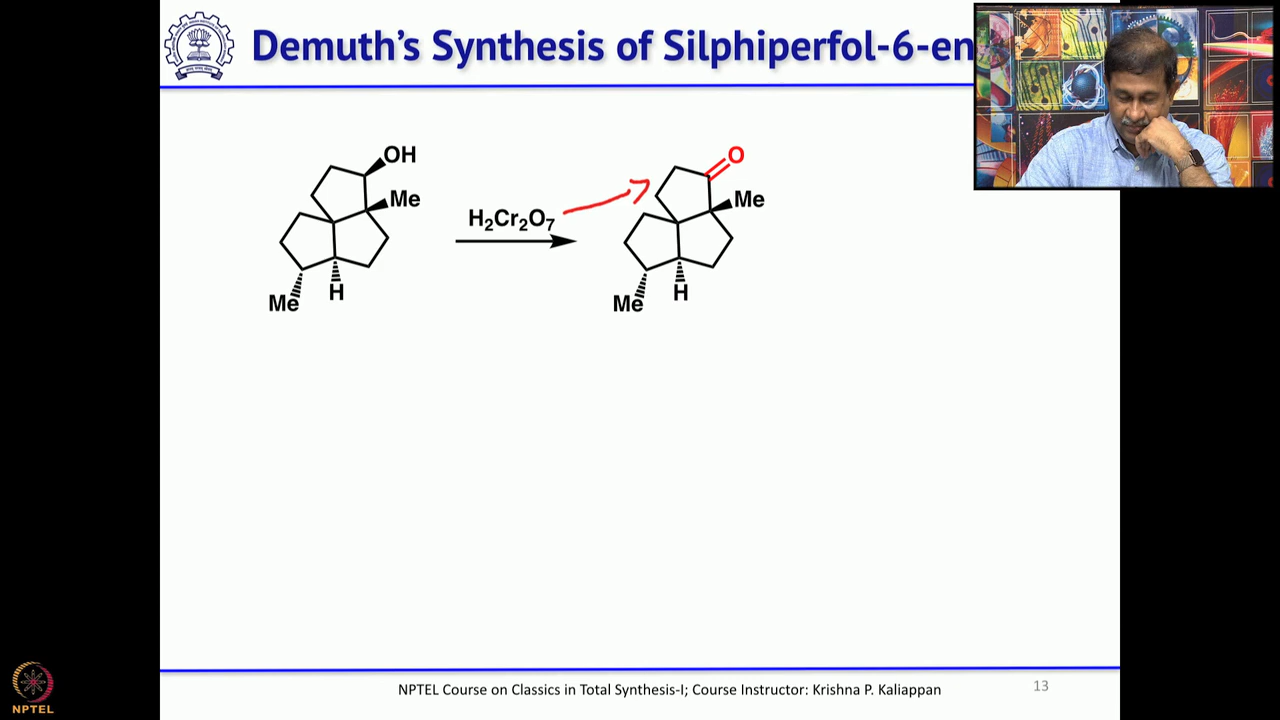 Demuth's Synthesis of Silphiperfol-6-en
OH
Me
H₂Cr₂O₇
Me
H
O
Me
Me
H
NPTEL Course on Classics in Total Synthesis-I; Course Instructor: Krishna P. Kaliappan
13
NPTEL